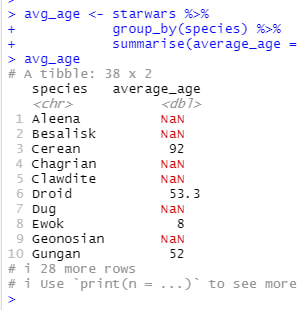 >
> avg_age <- starwars %>%
+ group_by(species) %>%
+ summarise(average_age =
> avg_age
# A tibble: 38 x 2
species average_age
<chr> <dbl>
1 Aleena NaN
2 Besalisk NaN
3 Cerean 92
4 Chagrian NaN
5 Clawdite NaN
6 Droid 53.3
7 Dug NaN
8 Ewok 8
9 Geonosian NaN
10 Gungan 52
# i 28 more rows
# i Use `print(n = ...)` to see more
>